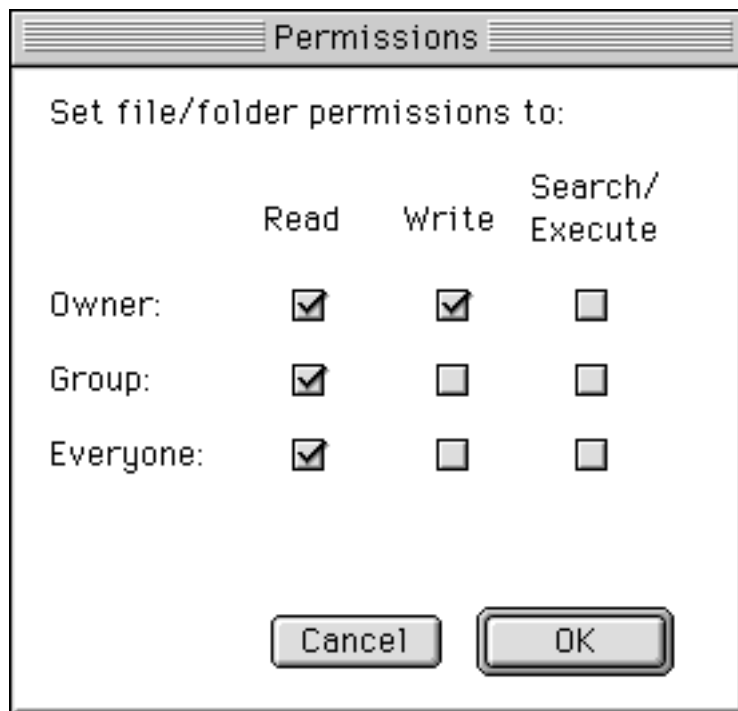 Permissions
Set file/folder permissions to:
Read Write Search/
Execute
Owner:
Group:
Everyone:
Cancel OK